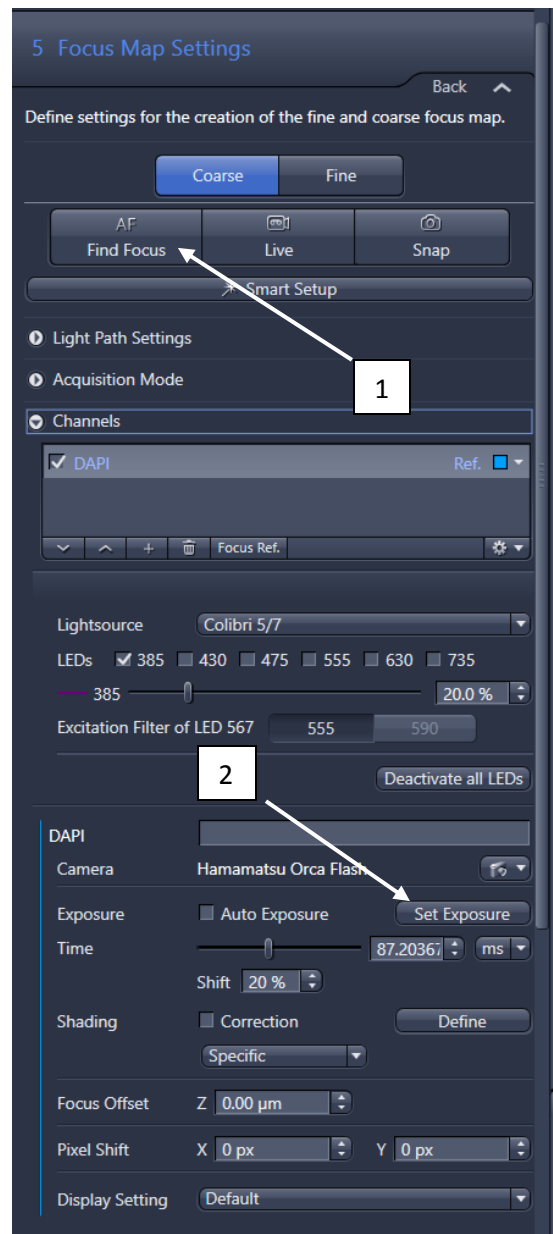 5 Focus Map Settings
Back
Define settings for the creation of the fine and coarse focus map.
Coarse Fine
AF
Find Focus Live Snap
Smart Setup
Light Path Settings
Acquisition Mode
1
Channels
DAPI Ref.
Focus Ref.
Lightsource Colibri 5/7
LEDs 385 430 475 555 630 735
385 20.0 %
Excitation Filter of LED 567 555 590
2
Deactivate all LEDs
DAPI
Camera Hamamatsu Orca Flash
Exposure Auto Exposure Set Exposure
Time 87.20367 ms
Shift 20 %
Shading Correction Define
Specific
Focus Offset Z 0.00 µm
Pixel Shift X 0 px Y 0 px
Display Setting Default